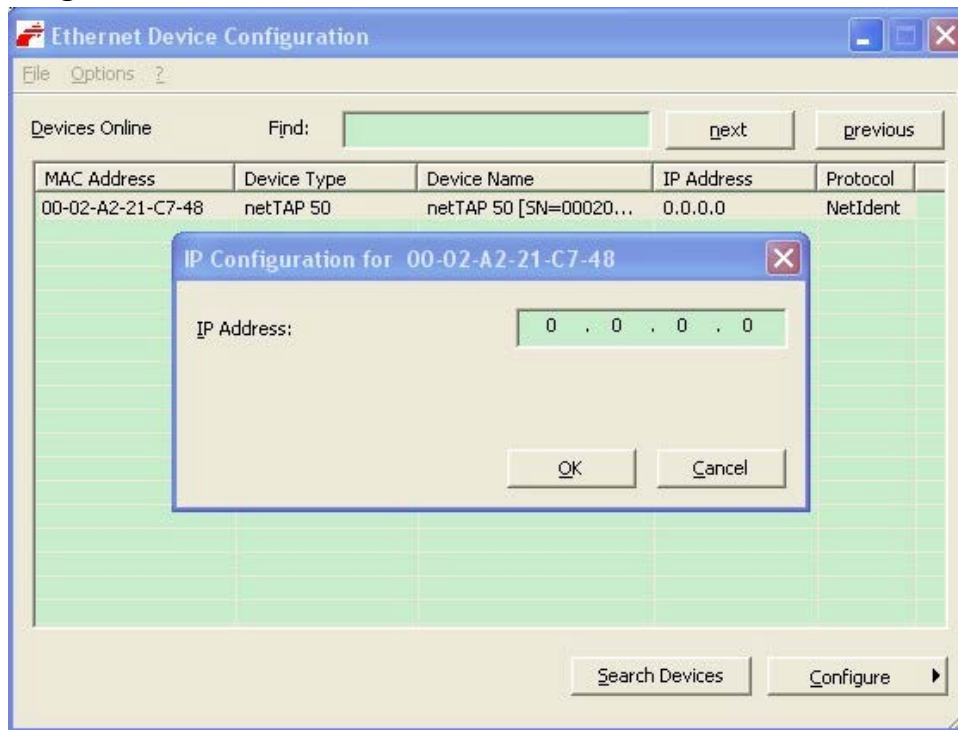 Ethernet Device Configuration
File Options ?
Devices Online Find: next previous
MAC Address Device Type Device Name IP Address Protocol
00-02-A2-21-C7-48 netTAP 50 netTAP 50 [SN=00020... 0.0.0.0 NetIdent
IP Configuration for 00-02-A2-21-C7-48
IP Address: 0 . 0 . 0 . 0
OK Cancel
Search Devices Configure